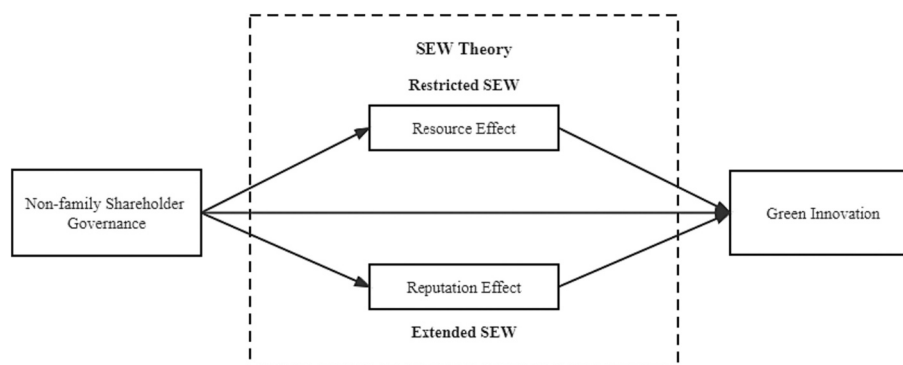 SEW Theory
Restricted SEW
Resource Effect
Non-family Shareholder
Governance
Green Innovation
Reputation Effect
Extended SEW